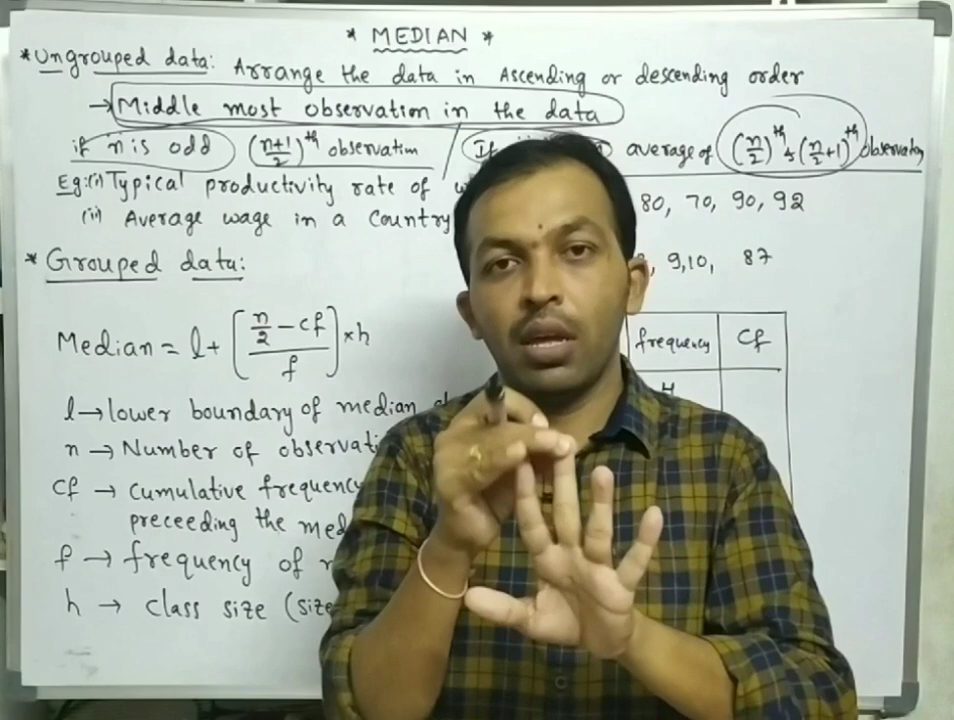 * MEDIAN *
* Ungrouped data: Arrange the data in Ascending or descending order
→ Middle most observation in the data
if n is odd (n+1/2)th observation / If average of (n/2)th & (n/2+1)th observation
Eg:(i) Typical productivity rate of 80, 70, 90, 92
(ii) Average wage in a Country 9,10, 87
* Grouped data:
frequency Cf
Median = l + [(n/2 - cf)/f] × h
l → lower boundary of median
n → Number of
Cf → cumulative frequency
preceeding the
f → frequency of
h → class size (size